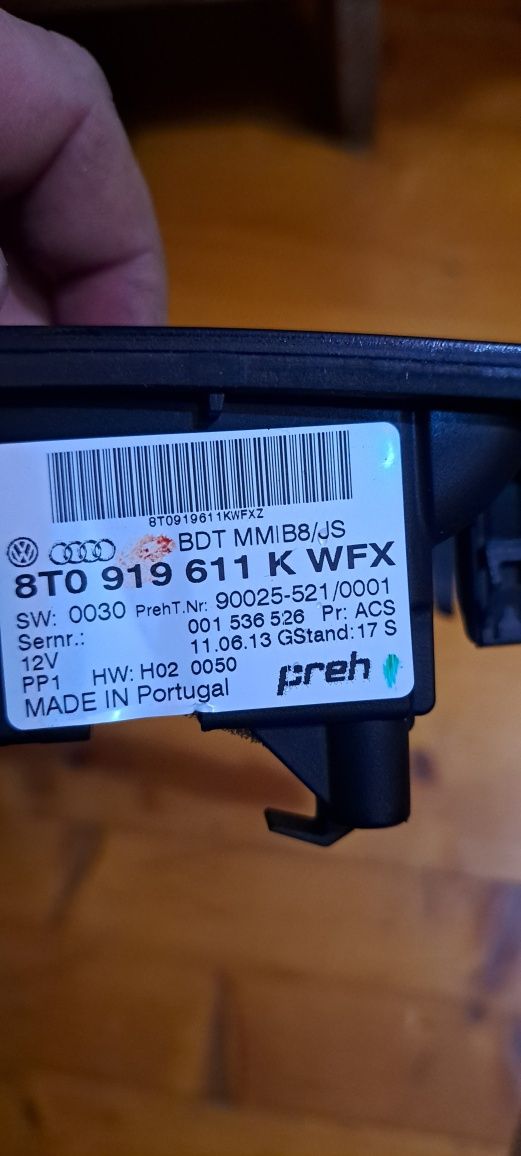 8T0919611KWFXZ
BDT MMIB8/JS
8T0 919 611 K WFX
SW: 0030 PrehT.Nr: 90025-521/0001
Sernr.: 001 536 526 Pr: ACS
12V 11.06.13 GStand: 17 S
PP1 HW: H02 0050
preh
MADE IN Portugal